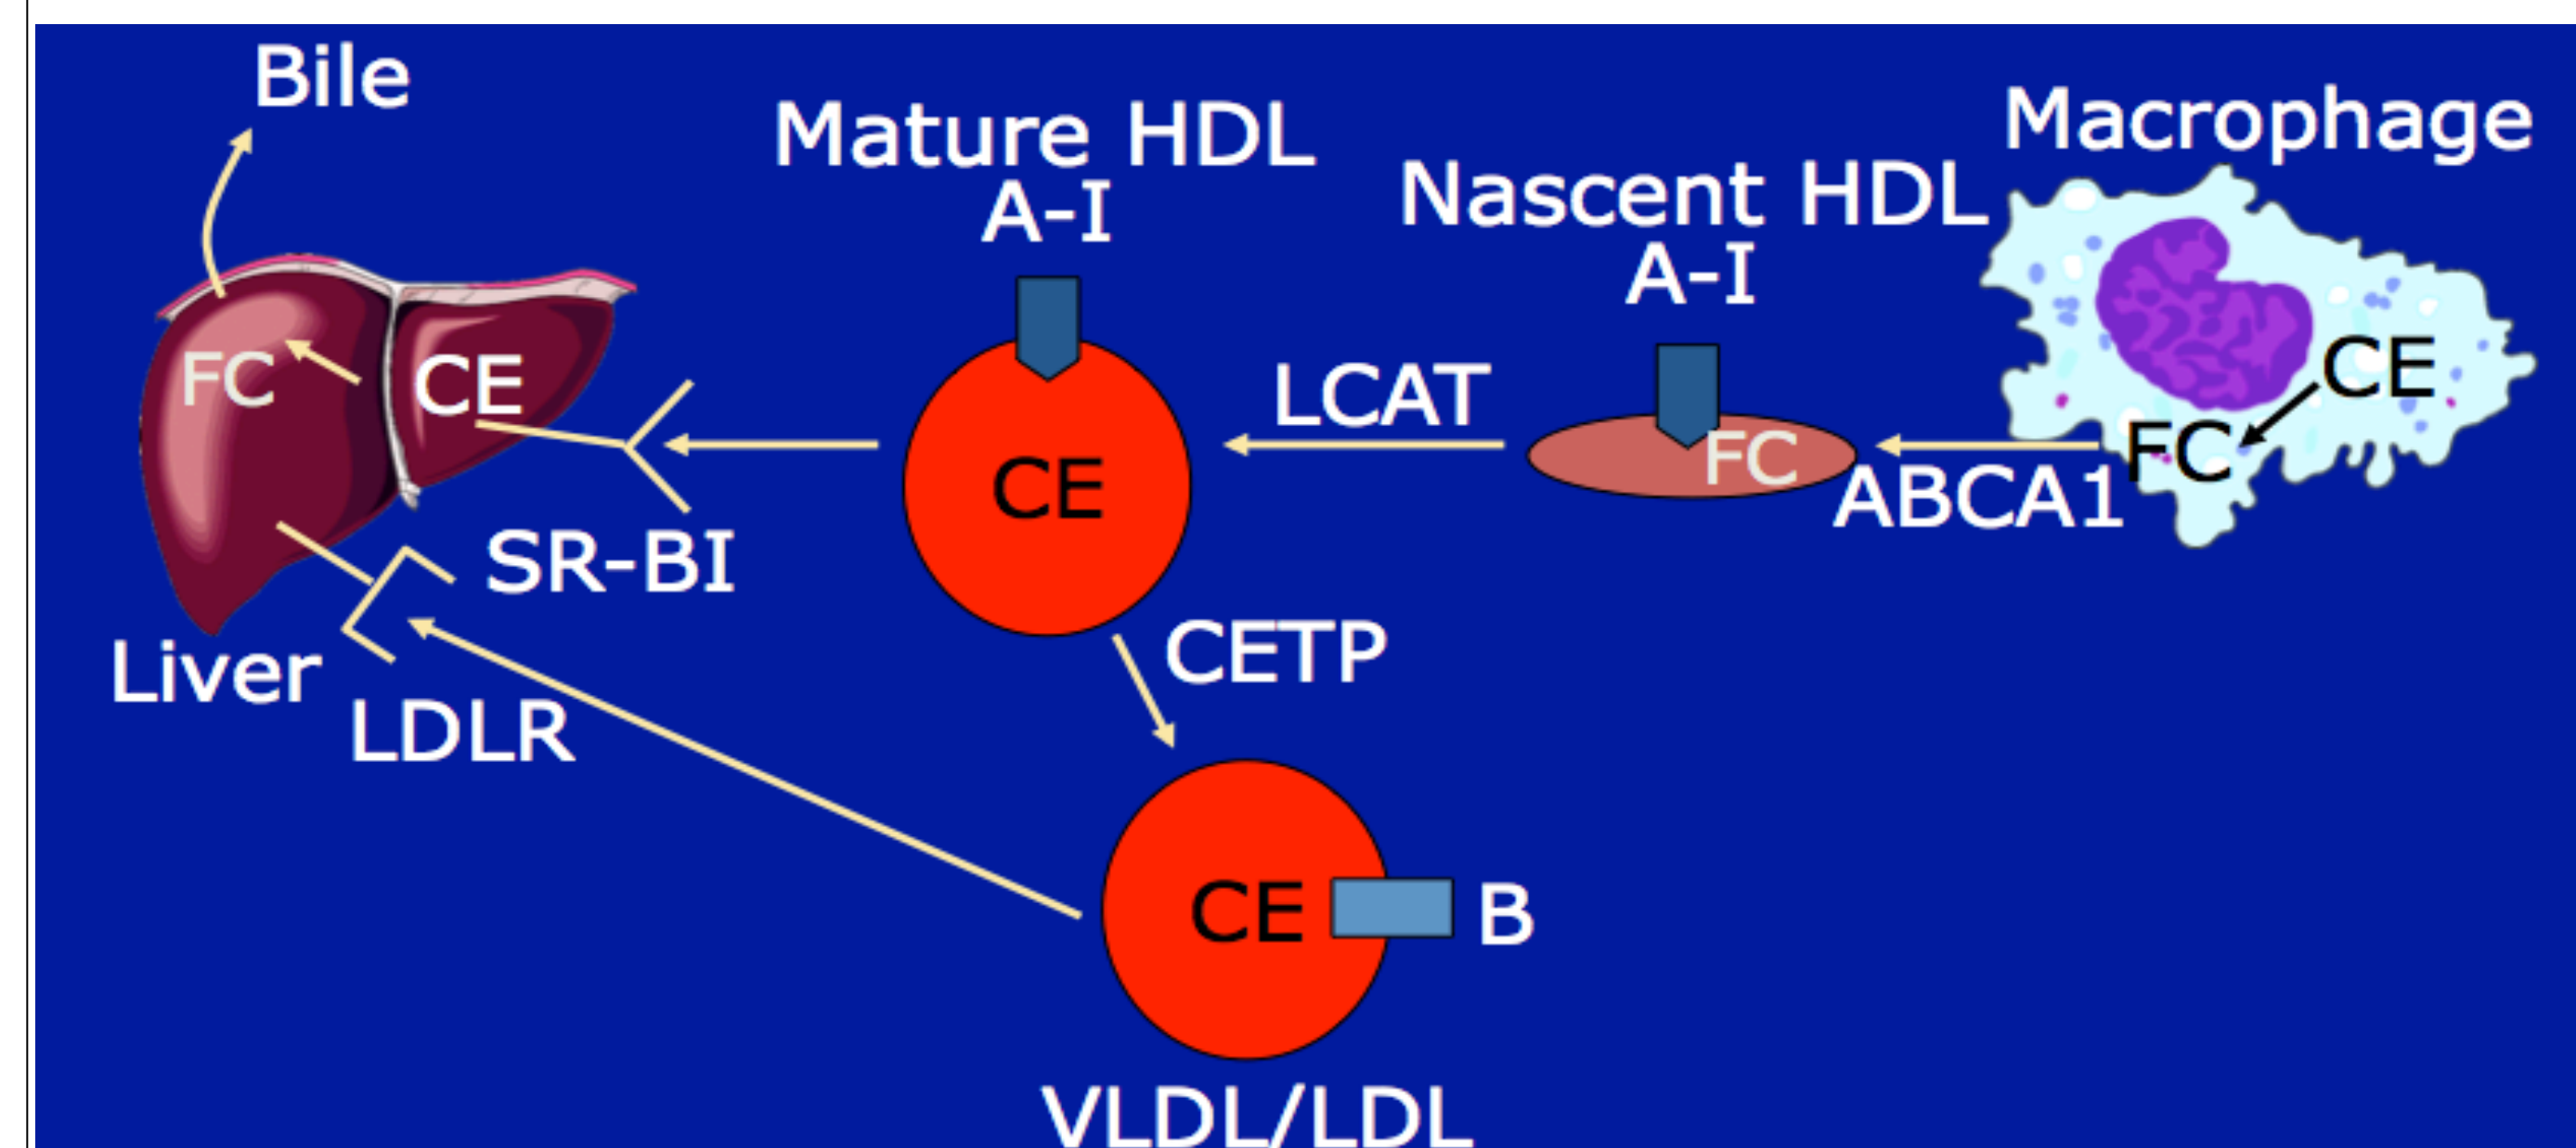 Bile
Mature HDL
A-I
Nascent HDL
A-I
Macrophage
FC
CE
CE
LCAT
FC
ABCA1
CE
FC
SR-BI
Liver
LDLR
CETP
CE
B
VLDL/LDL